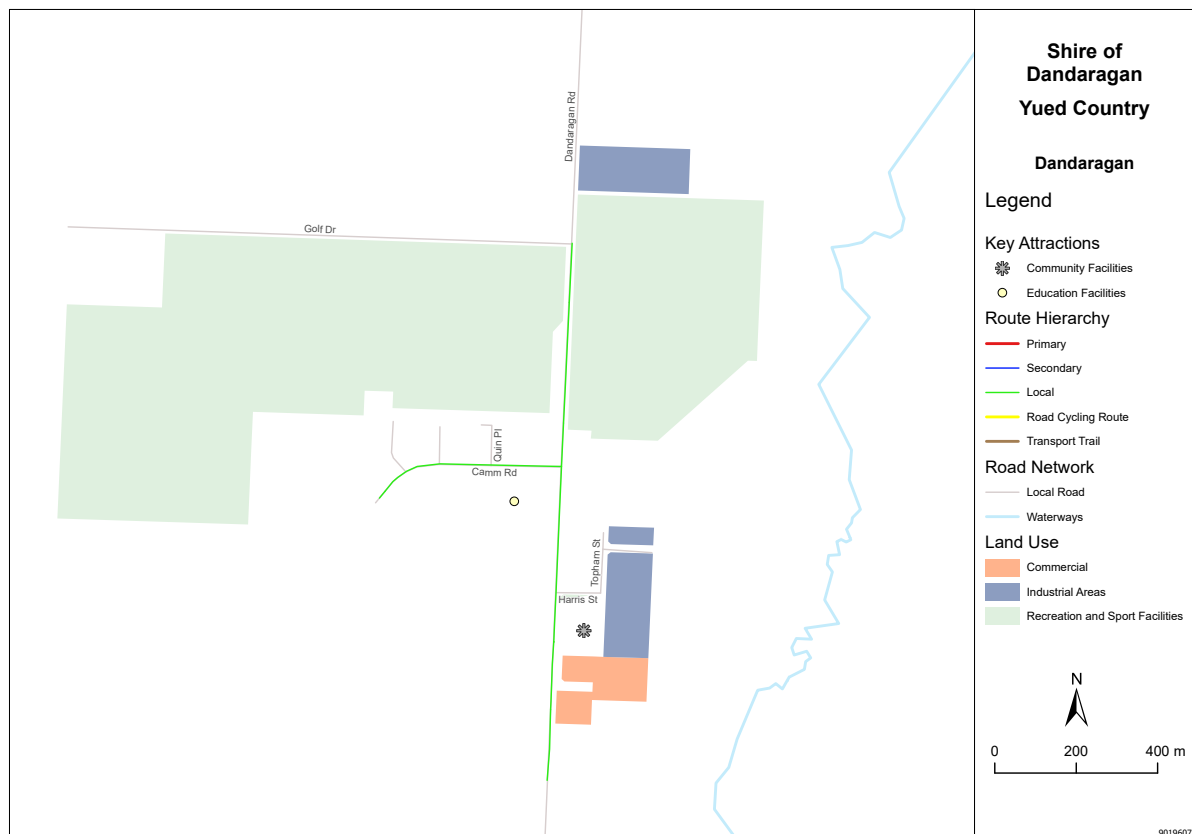 Shire of
Dandaragan
Yued Country
Dandaragan
Legend
Key Attractions
Community Facilities
Education Facilities
Route Hierarchy
Primary
Secondary
Local
Road Cycling Route
Transport Trail
Road Network
Local Road
Waterways
Land Use
Commercial
Industrial Areas
Recreation and Sport Facilities
N
0 200 400 m
9019607
Dandaragan Rd
Golf Dr
Quin Pl
Camm Rd
Topham St
Harris St